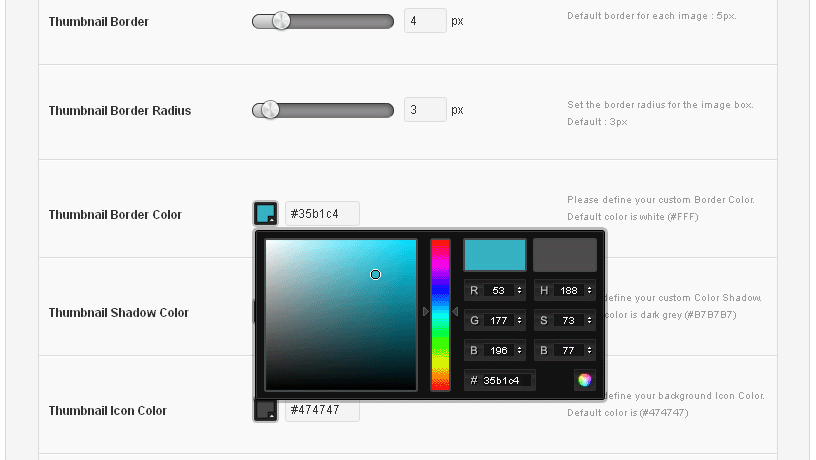 Thumbnail Border
4 px
Default border for each image : 5px.
Thumbnail Border Radius
3 px
Set the border radius for the image box.
Default : 3px
Thumbnail Border Color
#35b1c4
Please define your custom Border Color.
Default color is white (#FFF)
R 53 H 188
G 177 S 73
B 196 B 77
# 35b1c4
Thumbnail Shadow Color
define your custom Color Shadow.
color is dark grey (#B7B7B7)
Thumbnail Icon Color
#474747
define your background Icon Color.
Default color is (#474747)